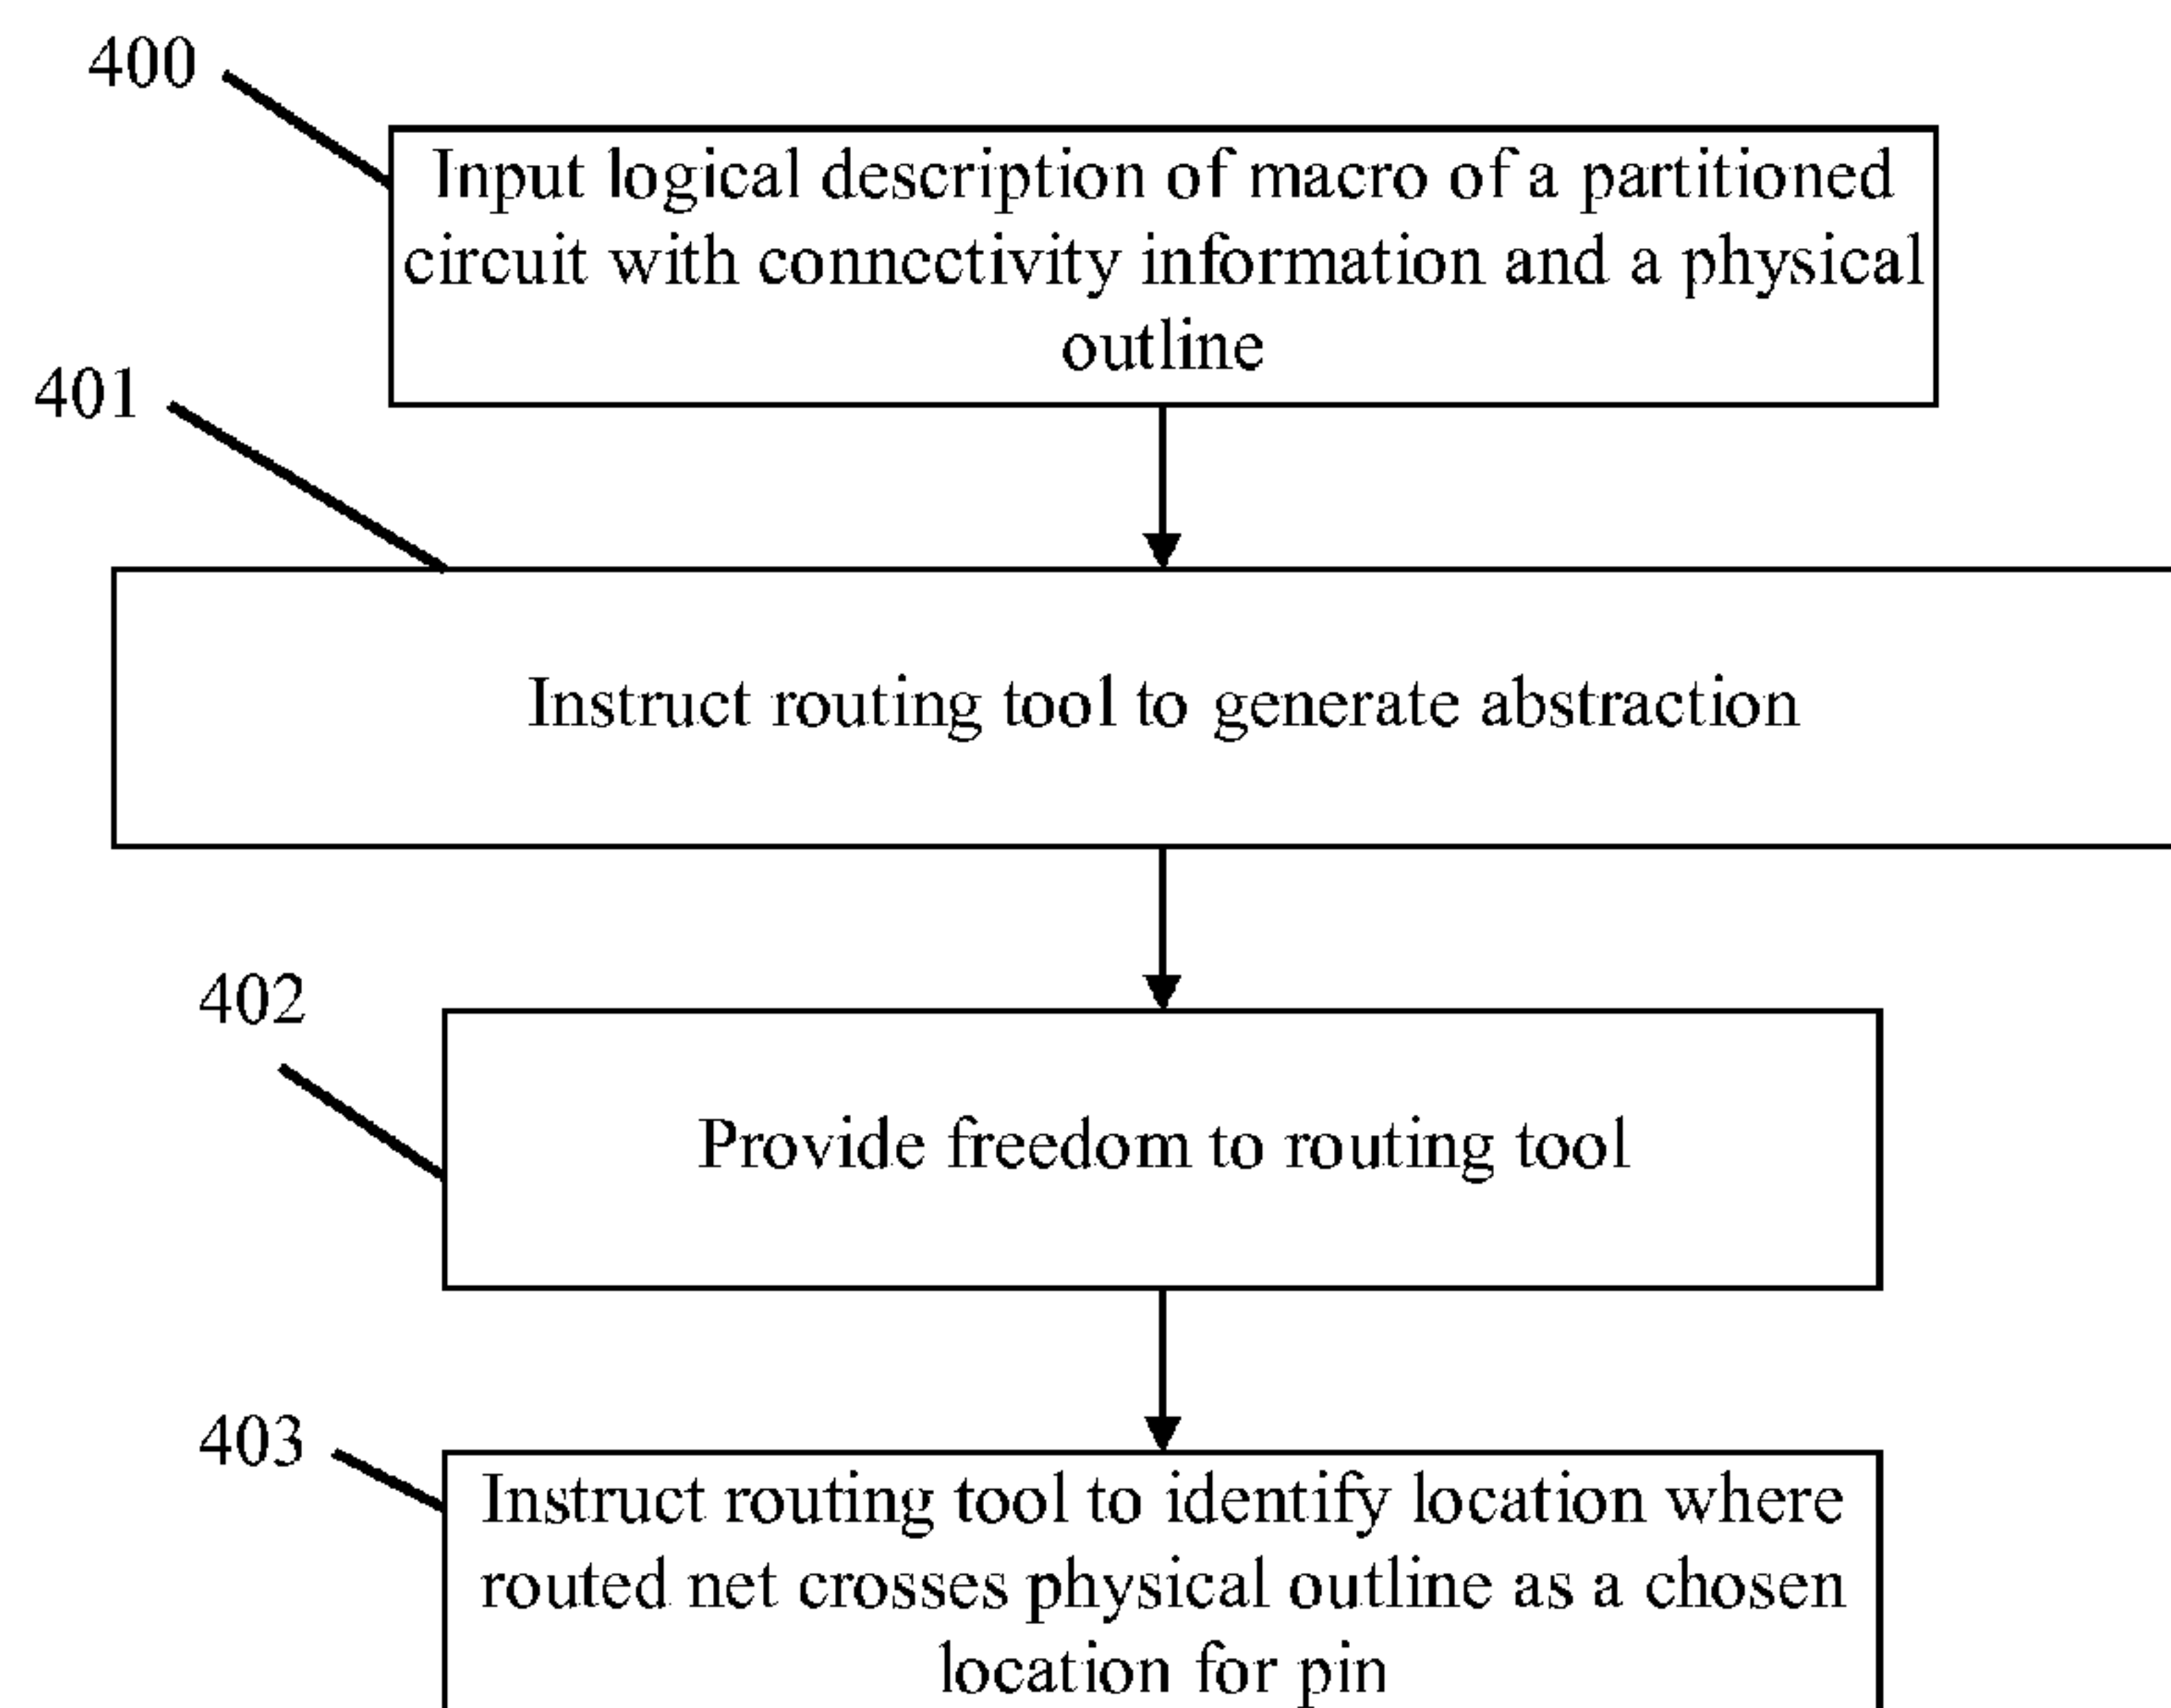 400
Input logical description of macro of a partitioned
circuit with connectivity information and a physical
outline
401
Instruct routing tool to generate abstraction
402
Provide freedom to routing tool
403
Instruct routing tool to identify location where
routed net crosses physical outline as a chosen
location for pin